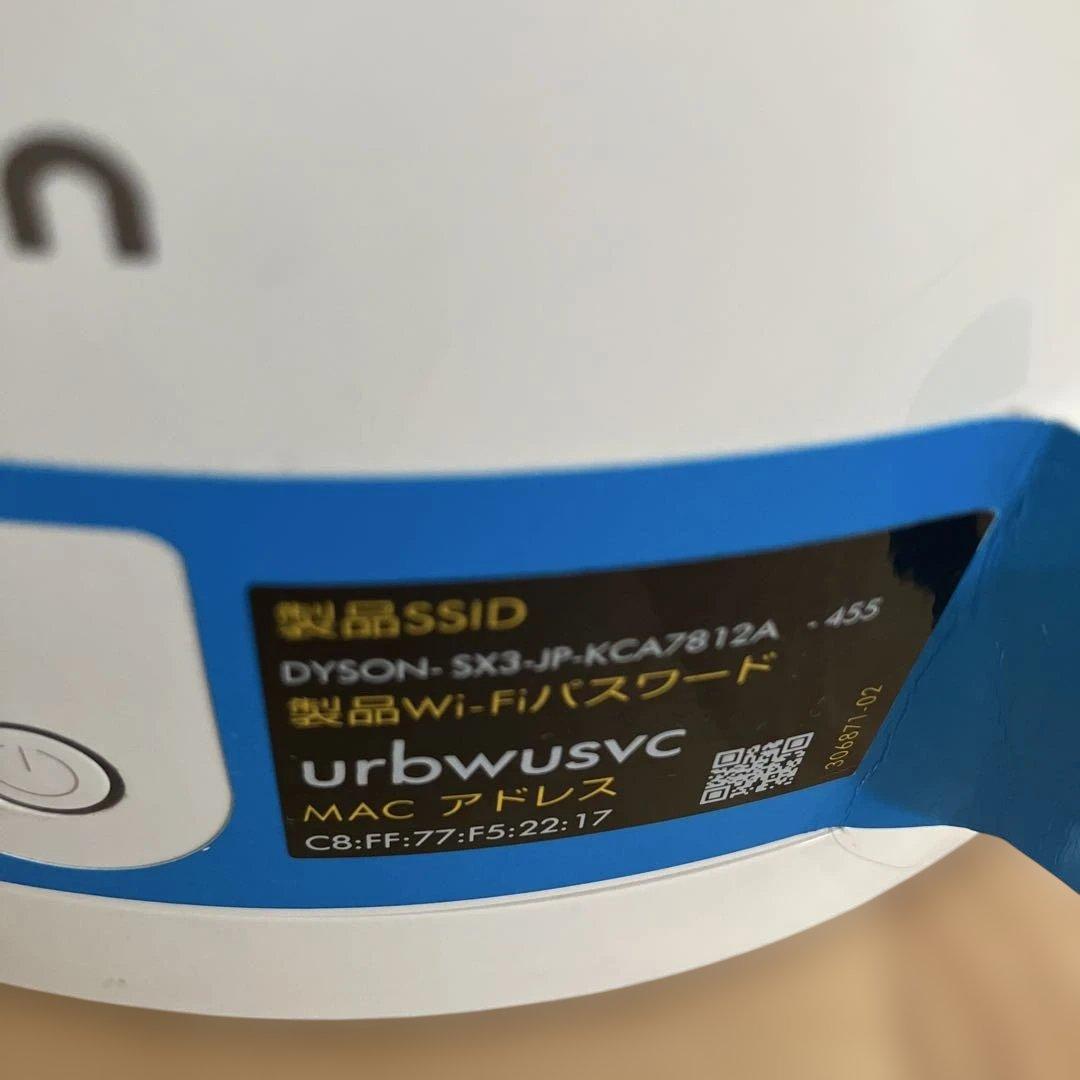 n
製品SSID
DYSON- SX3-JP-KCA7812A - 455
製品Wi-Fiパスワード
urbwusvc
MAC アドレス
C8:FF:77:F5:22:17
306871-02